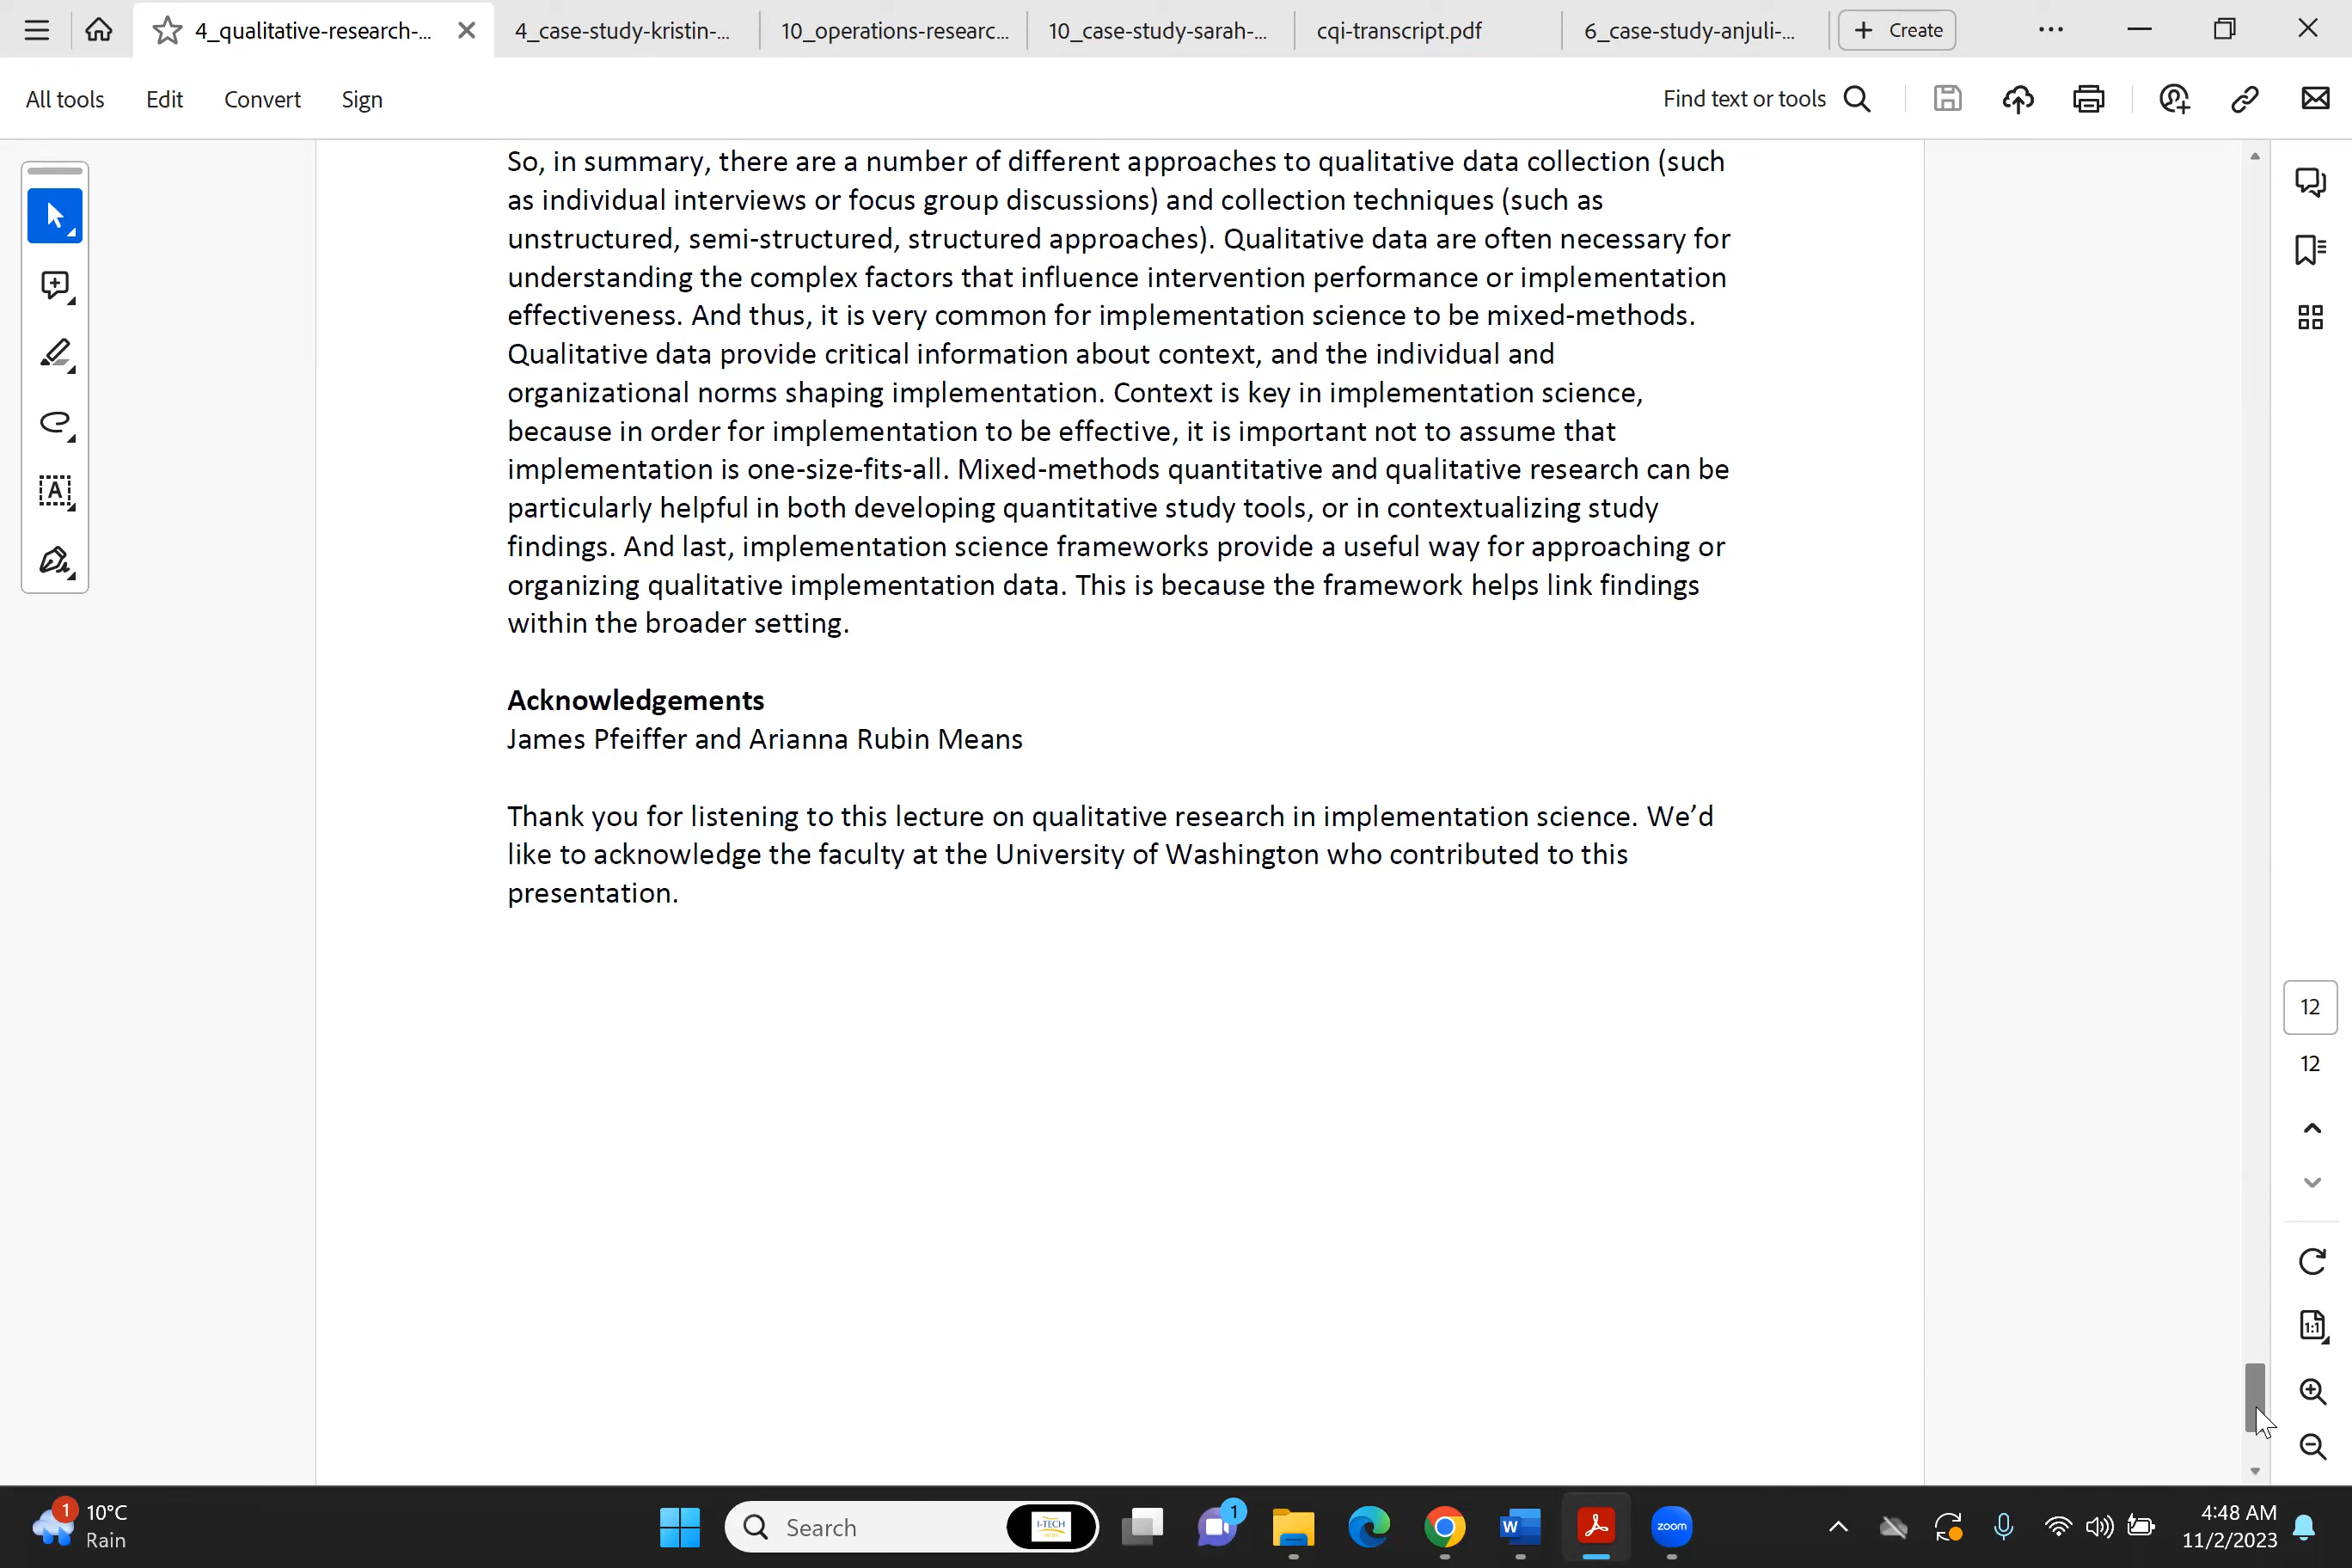 4_qualitative-research-...
4_case-study-kristin-...
10_operations-researc...
10_case-study-sarah-...
cqi-transcript.pdf
6_case-study-anjuli-...
Create
All tools
Edit
Convert
Sign
Find text or tools
So, in summary, there are a number of different approaches to qualitative data collection (such
as individual interviews or focus group discussions) and collection techniques (such as
unstructured, semi-structured, structured approaches). Qualitative data are often necessary for
understanding the complex factors that influence intervention performance or implementation
effectiveness. And thus, it is very common for implementation science to be mixed-methods.
Qualitative data provide critical information about context, and the individual and
organizational norms shaping implementation. Context is key in implementation science,
because in order for implementation to be effective, it is important not to assume that
implementation is one-size-fits-all. Mixed-methods quantitative and qualitative research can be
particularly helpful in both developing quantitative study tools, or in contextualizing study
findings. And last, implementation science frameworks provide a useful way for approaching or
organizing qualitative implementation data. This is because the framework helps link findings
within the broader setting.
Acknowledgements
James Pfeiffer and Arianna Rubin Means
Thank you for listening to this lecture on qualitative research in implementation science. We’d
like to acknowledge the faculty at the University of Washington who contributed to this
presentation.
12
12
1:1
1
10°C
Rain
Search
I-TECH
1
W
zoom
4:48 AM
11/2/2023